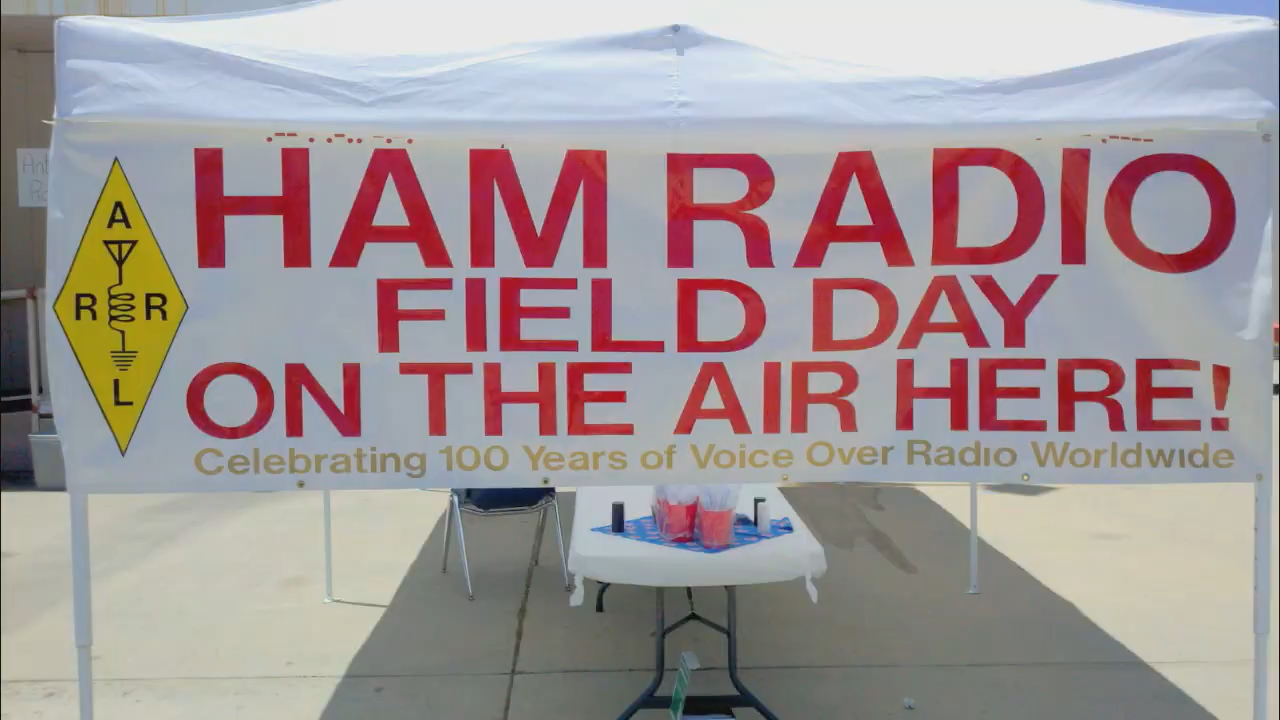 HAM RADIO
FIELD DAY
ON THE AIR HERE!
Celebrating 100 Years of Voice Over Radio Worldwide
A
R R
L